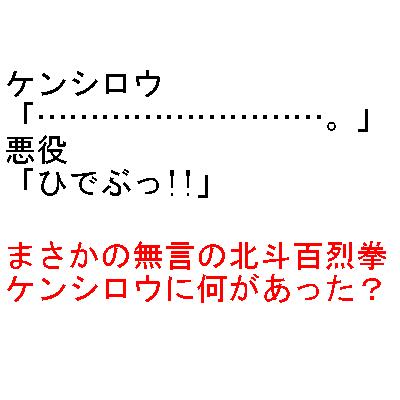 ケンシロウ
「………………………。」
悪役
「ひでぶっ!!」
まさかの無言の北斗百烈拳
ケンシロウに何があった？